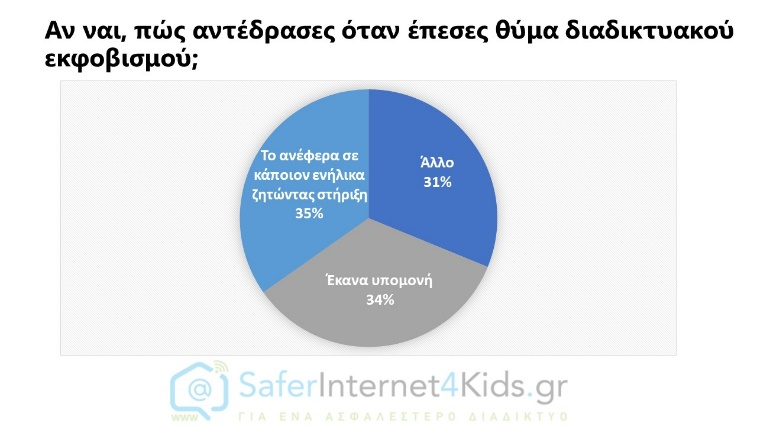 Αν ναι, πώς αντέδρασες όταν έπεσες θύμα διαδικτυακού
εκφοβισμού;
Το ανέφερα σε
κάποιον ενήλικα
ζητώντας στήριξη
35%
Άλλο
31%
Έκανα υπομονή
34%
@
www
SaferInternet4Kids.gr
ΓΙΑ ΕΝΑ ΑΣΦΑΛΕΣΤΕΡΟ ΔΙΑΔΙΚΤΥΟ